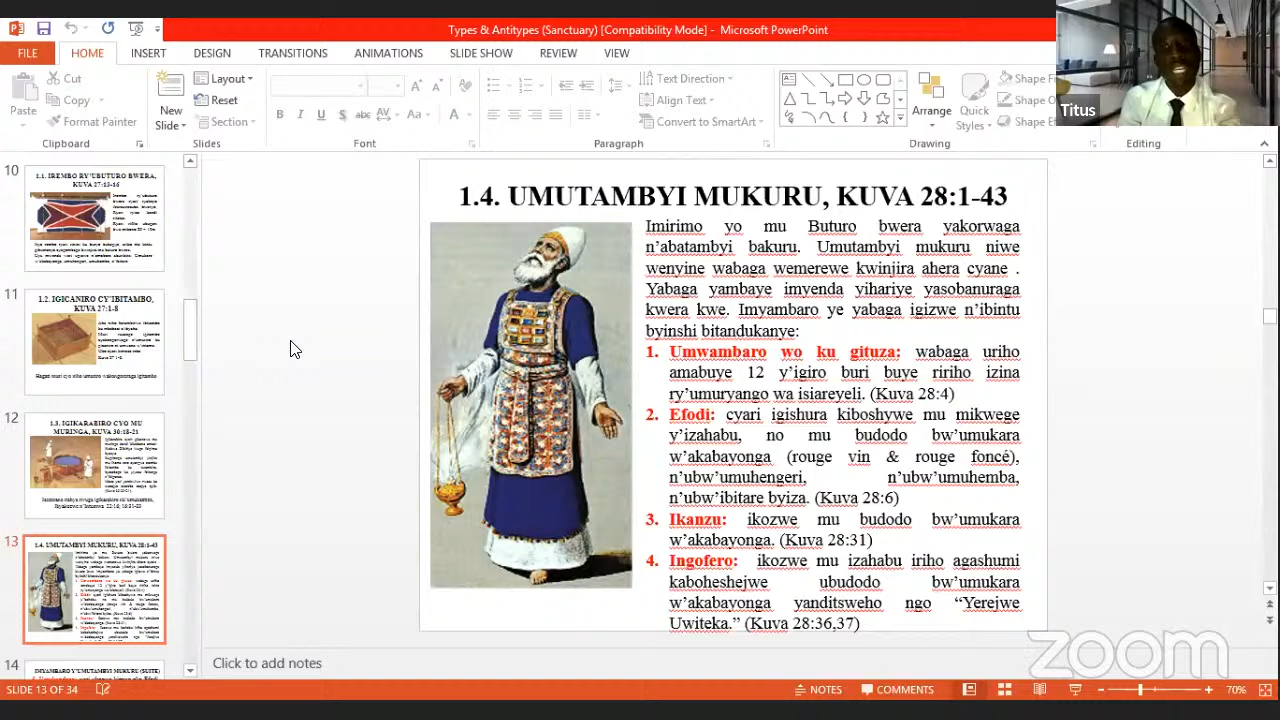 Types & Antitypes (Sanctuary) [Compatibility Mode] - Microsoft PowerPoint
FILE HOME INSERT DESIGN TRANSITIONS ANIMATIONS SLIDE SHOW REVIEW VIEW
Cut
Copy
Format Painter
Paste
Clipboard
New
Slide
Layout
Reset
Section
Slides
Font
Text Direction
Align Text
Convert to SmartArt
Paragraph
Arrange
Quick
Styles
Shape
Shape
Shape
Drawing
Editing
Titus
10
1.1. IREMBO RY'UBUTURO BWERA,
KUVA 27:13-16
11
1.2. IGICANIRO CY'IBITAMBO,
KUVA 27:1-8
12
1.3. IGIKARABIRO CYO MU
MURINGA, KUVA 30:18-21
13
1.4. UMUTAMBYI MUKURU, KUVA 28:1-43
14
1.4. UMUTAMBYI MUKURU, KUVA 28:1-43
Imirimo yo mu Buturo bwera yakorwaga
n'abatambyi bakuru. Umutambyi mukuru niwe
wenyine wabaga wemerewe kwinjira ahera cyane .
Yabaga yambaye imyenda yihariye yasobanuraga
kwera kwe. Imyambaro ye yabaga igizwe n'ibintu
byinshi bitandukanye:
1. Umwambaro wo ku gituza: wabaga uriho
amabuye 12 y'igiro buri buye ririho izina
ry'umuryango wa isiareyeli. (Kuva 28:4)
2. Efodi: cyari igishura kiboshywe mu mikwege
y'izahabu, no mu budodo bw'umukara
w'akabayonga (rouge vin & rouge foncé),
n'ubw'umuhengeri, n'ubw'umuhemba,
n'ubw'ibitare byiza. (Kuva 28:6)
3. Ikanzu: ikozwe mu budodo bw'umukara
w'akabayonga. (Kuva 28:31)
4. Ingofero: ikozwe mu izahabu iriho agashumi
kaboheshejwe ubudodo bw'umukara
w'akabayonga yanditsweho ngo “Yerejwe
Uwiteka.” (Kuva 28:36,37)
Click to add notes
zoom
SLIDE 13 OF 34
NOTES
COMMENTS
70%